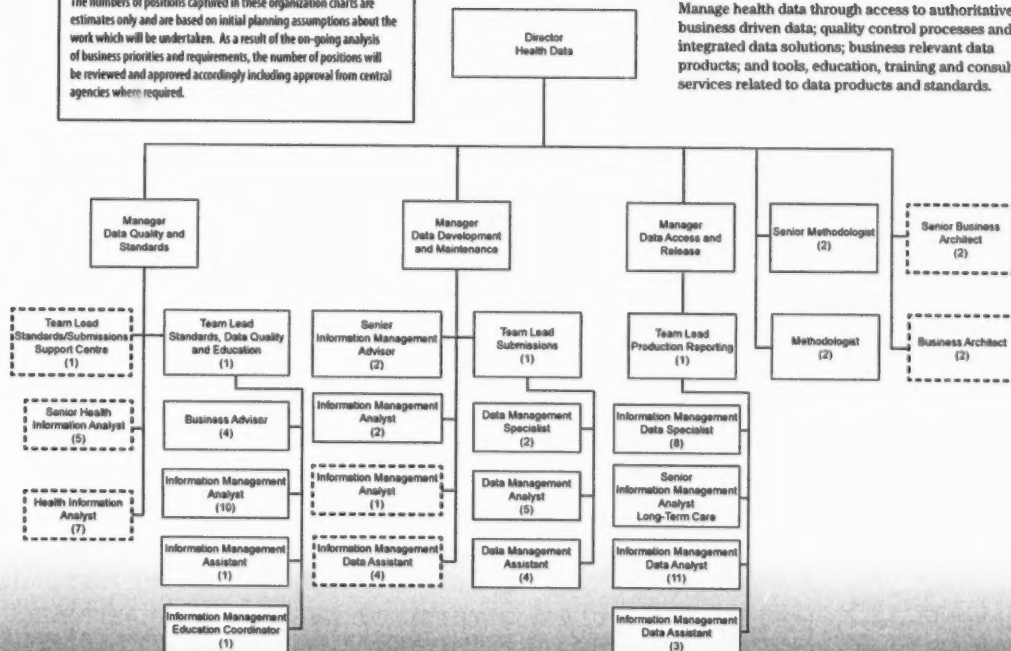 The numbers of positions captured in these organization charts are
estimates only and are based on initial planning assumptions about the
work which will be undertaken. As a result of the on-going analysis
of business priorities and requirements, the number of positions will
be reviewed and approved accordingly including approval from central
agencies where required.
Director
Health Data
Manage health data through access to authoritative
business driven data; quality control processes and
integrated data solutions; business relevant data
products; and tools, education, training and consul
services related to data products and standards.
Manager
Data Quality and
Standards
Manager
Data Development
and Maintenance
Manager
Data Access and
Release
Senior Methodologist
(2)
Senior Business
Architect
(2)
Team Lead
Standards/Submissions
Support Centre
(1)
Team Lead
Standards, Data Quality
and Education
(1)
Senior
Information Management
Advisor
(2)
Team Lead
Submissions
(1)
Team Lead
Production Reporting
(1)
Methodologist
(2)
Business Architect
(2)
Senior Health
Information Analyst
(5)
Business Advisor
(4)
Information Management
Analyst
(2)
Data Management
Specialist
(2)
Information Management
Data Specialist
(8)
Health Information
Analyst
(7)
Information Management
Analyst
(10)
Information Management
Analyst
(1)
Data Management
Analyst
(5)
Senior
Information Management
Analyst
Long-Term Care
Information Management
Assistant
(1)
Information Management
Data Assistant
(4)
Data Management
Assistant
(4)
Information Management
Data Analyst
(11)
Information Management
Education Coordinator
(1)
Information Management
Data Assistant
(3)